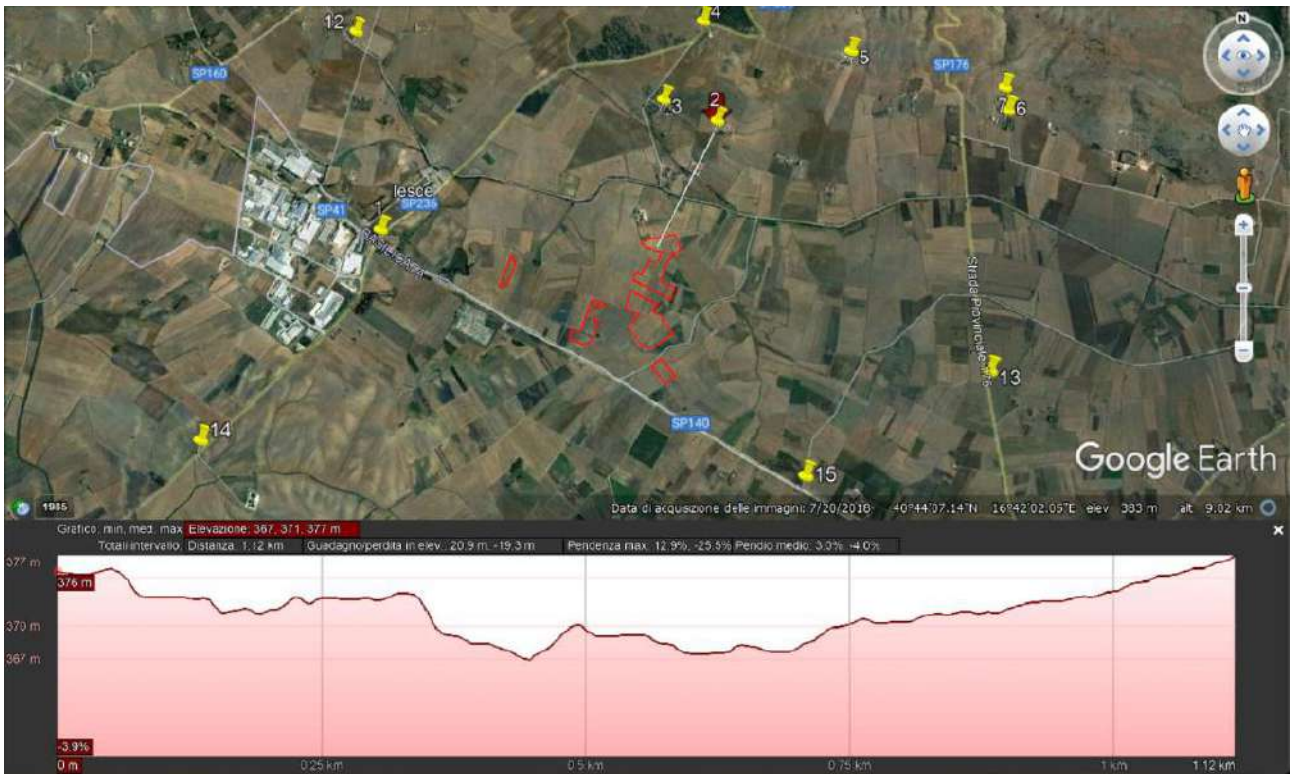 12
4
5
SP160
SP176
3
2
7
6
N
Iesce
1
SP41
SP236
13
14
SP140
15
Google Earth
1985
Data di acquisizione delle immagini: 7/20/2018 40°44'07.14"N 16°42'02.05"E elev 383 m alt 9.02 km
Grafico: min, med, max Elevazione: 367, 371, 377 m
Totali intervallo: Distanza: 1.12 km Guadagno/perdita in elev.: 20.9 m, -19.3 m Pendenza max: 12.9%, -25.5% Pendio medio: 3.0%, -4.0%
377 m
376 m
370 m
367 m
-3.9%
0 m
0.25 km
0.5 km
0.75 km
1 km
1.12 km